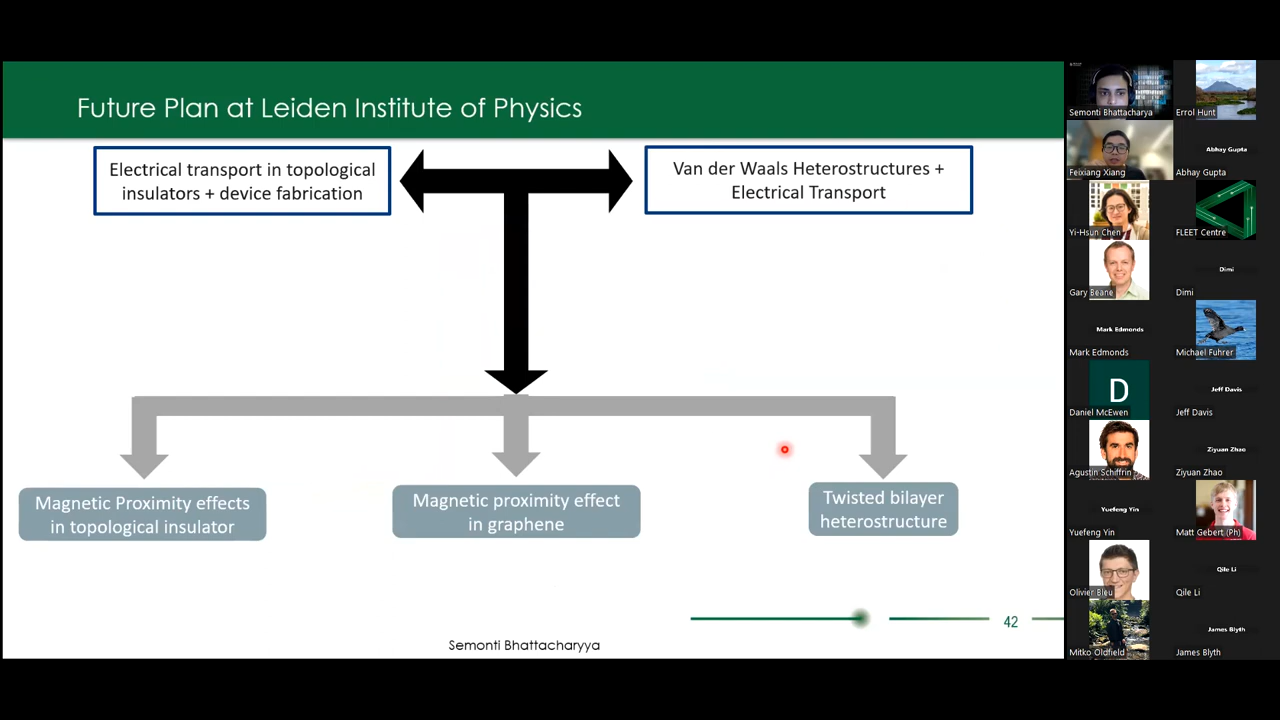 Future Plan at Leiden Institute of Physics
Electrical transport in topological
insulators + device fabrication
Van der Waals Heterostructures +
Electrical Transport
Magnetic Proximity effects
in topological insulator
Magnetic proximity effect
in graphene
Twisted bilayer
heterostructure
42
Semonti Bhattacharyya
Semonti Bhattacharya
Errol Hunt
Feixiang Xiang
Abhay Gupta
Abhay Gupta
Yi-Hsun Chen
FLEET Centre
Gary Beane
Dimi
Dimi
Mark Edmonds
Mark Edmonds
Michael Fuhrer
D
Daniel McEwen
Jeff Davis
Jeff Davis
Agustin Schiffrin
Ziyuan Zhao
Ziyuan Zhao
Yuefeng Yin
Yuefeng Yin
Matt Gebert (Ph)
Olivier Bleu
Qile Li
Qile Li
Mitko Oldfield
James Blyth
James Blyth